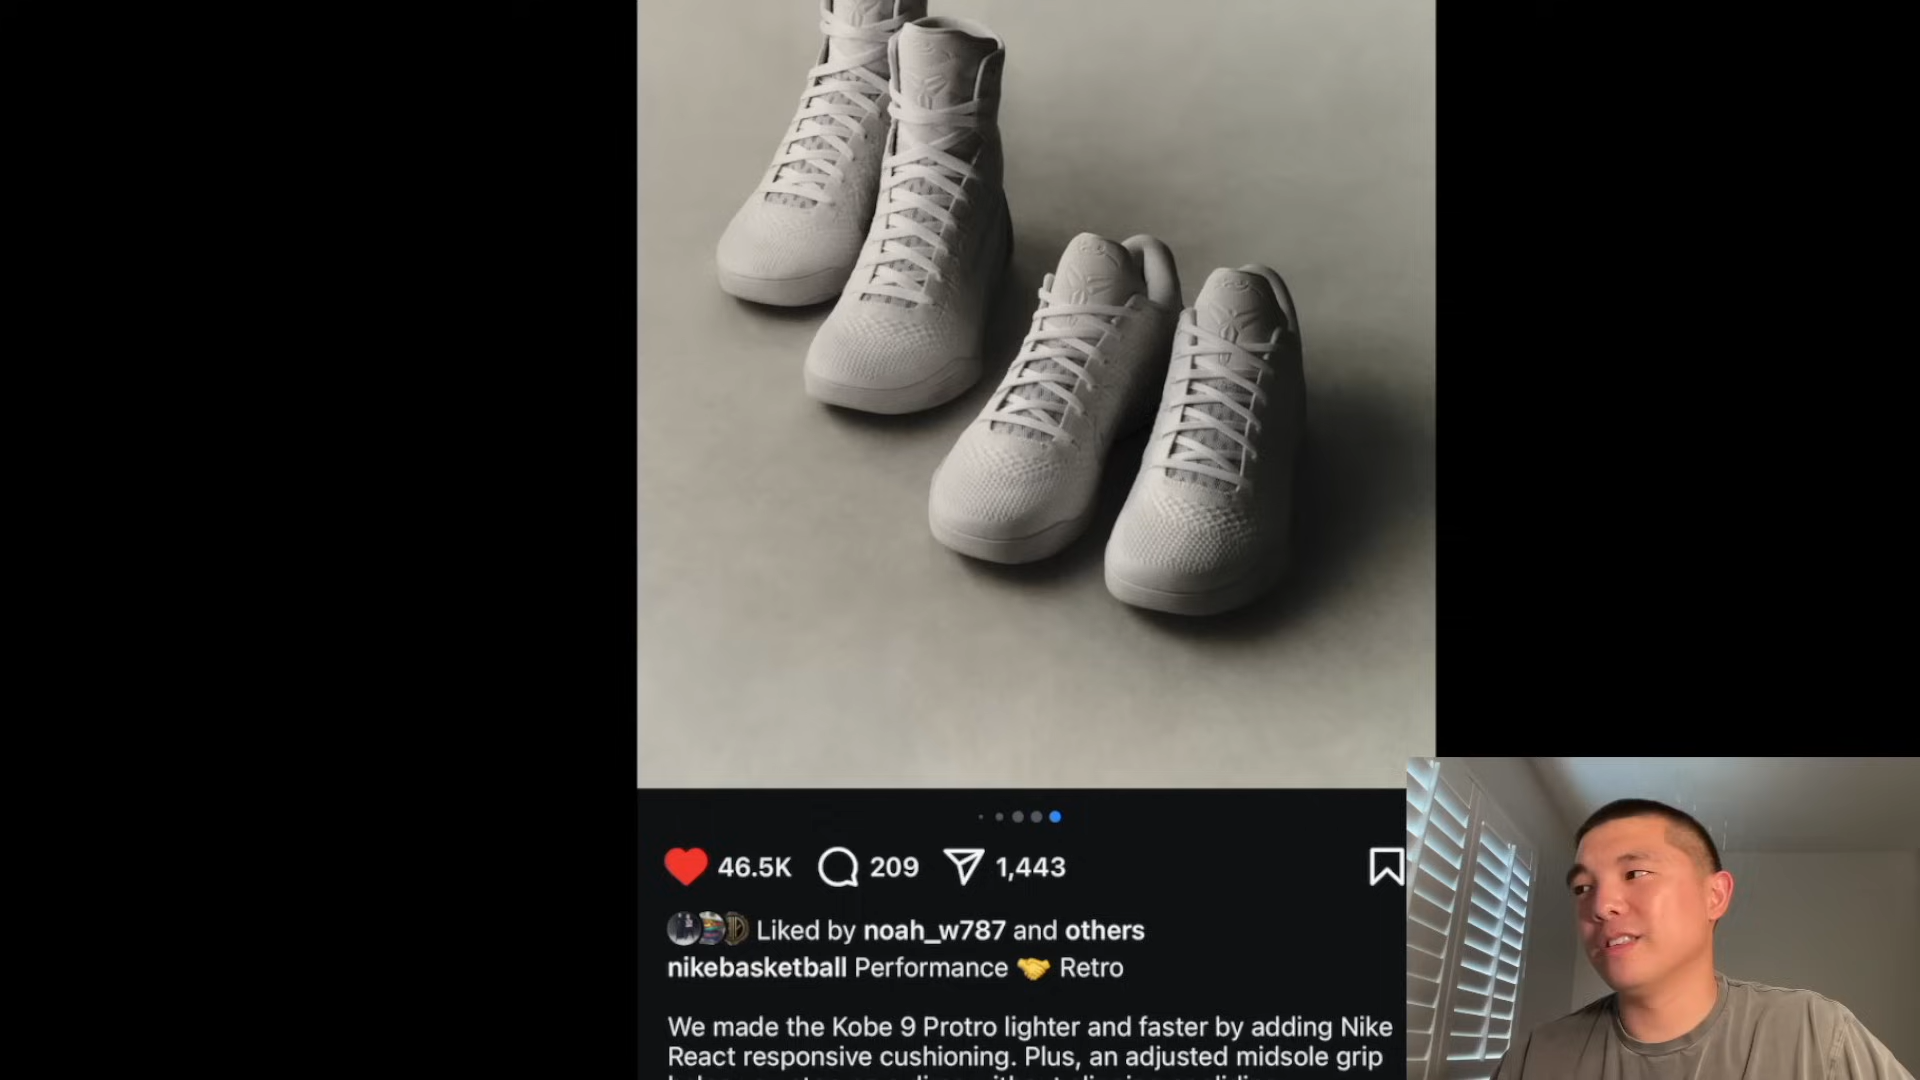 46.5K 209 1,443
Liked by noah_w787 and others
nikebasketball Performance 🤝 Retro
We made the Kobe 9 Protro lighter and faster by adding Nike
React responsive cushioning. Plus, an adjusted midsole grip